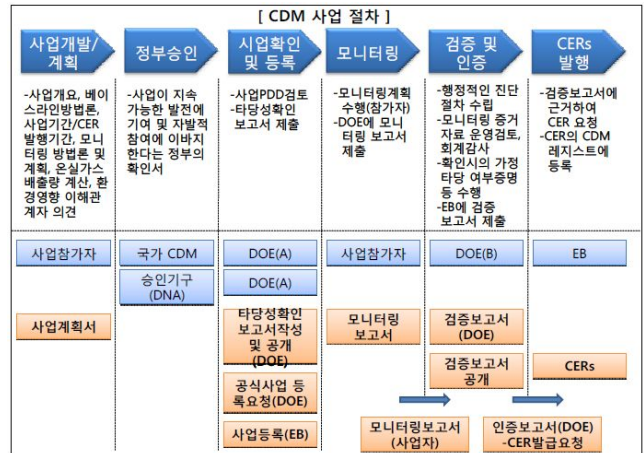 [ CDM 사업 절차 ]
사업개발/
계획
정부승인
시업확인
및 등록
모니터링
검증 및
인증
CERs
발행
-사업개요, 베이
스라인방법론,
사업기간/CER
발행기간, 모니
터링 방법론 및
계획, 온실가스
배출량 계산, 환
경영향 이해관
계자 의견
-사업이 지속
가능한 발전에
기여 및 자발적
참여에 이바지
한다는 정부의
확인서
-사업PDD검토
-타당성확인
보고서 제출
-모니터링계획
수행(참가자)
-DOE에 모니
터링 보고서
제출
-행정적인 진단
절차 수립
-모니터링 증거
자료 운영검토,
회계감사
-확인시의 가정
타당 여부증명
등 수행
-EB에 검증
보고서 제출
-검증보고서에
근거하여
CER 요청
-CER의 CDM
레지스트에
등록
사업참가자
국가 CDM
DOE(A)
사업참가자
DOE(B)
EB
승인기구
(DNA)
DOE(A)
사업계획서
타당성확인
보고서작성
및 공개
(DOE)
모니터링
보고서
검증보고서
(DOE)
검증보고서
공개
CERs
공식사업 등
록요청(DOE)
사업등록(EB)
모니터링보고서
(사업자)
인증보고서(DOE)
-CER발급요청